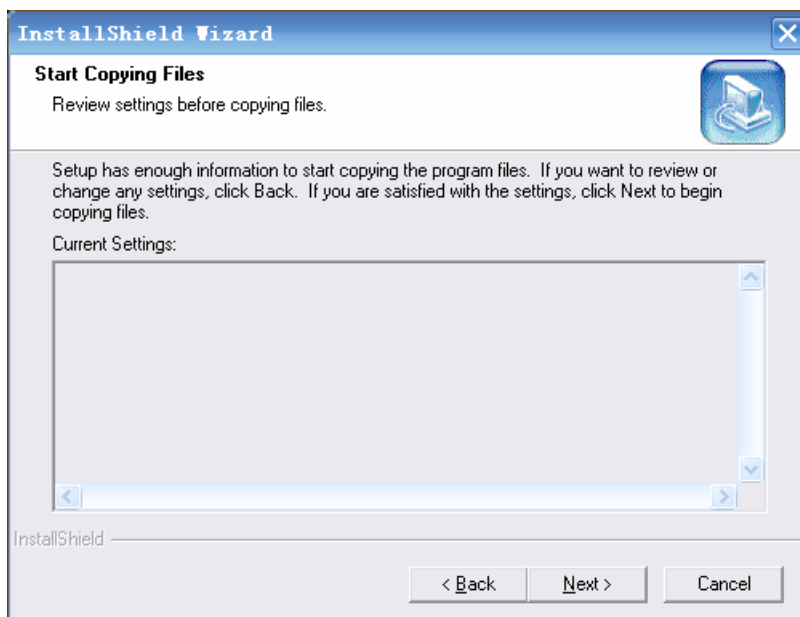 InstallShield Wizard
Start Copying Files
Review settings before copying files.
Setup has enough information to start copying the program files.  If you want to review or
change any settings, click Back.  If you are satisfied with the settings, click Next to begin
copying files.
Current Settings:
InstallShield
< Back
Next >
Cancel